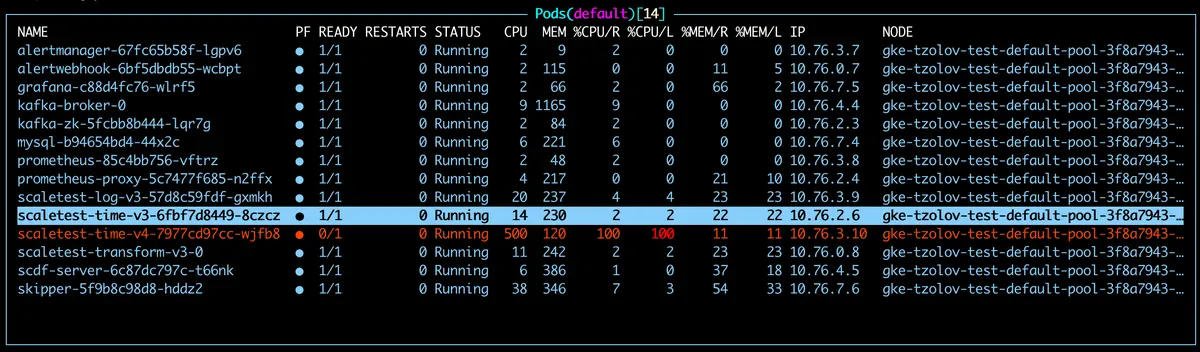 Pods(default)[14]
NAME PF READY RESTARTS STATUS CPU MEM %CPU/R %CPU/L %MEM/R %MEM/L IP NODE
alertmanager-67fc65b58f-lgpv6 ● 1/1 0 Running 2 9 2 0 0 0 10.76.3.7 gke-tzolov-test-default-pool-3f8a7943-…
alertwebhook-6bf5dbdb55-wcbpt ● 1/1 0 Running 2 115 0 0 11 5 10.76.0.7 gke-tzolov-test-default-pool-3f8a7943-…
grafana-c88d4fc76-wlrf5 ● 1/1 0 Running 2 66 2 0 66 2 10.76.7.5 gke-tzolov-test-default-pool-3f8a7943-…
kafka-broker-0 ● 1/1 0 Running 9 1165 9 0 0 0 10.76.4.4 gke-tzolov-test-default-pool-3f8a7943-…
kafka-zk-5fcbb8b444-lqr7g ● 1/1 0 Running 2 84 2 0 0 0 10.76.2.3 gke-tzolov-test-default-pool-3f8a7943-…
mysql-b94654bd4-44x2c ● 1/1 0 Running 6 221 6 0 0 0 10.76.7.4 gke-tzolov-test-default-pool-3f8a7943-…
prometheus-85c4bb756-vftrz ● 1/1 0 Running 2 48 2 0 0 0 10.76.3.8 gke-tzolov-test-default-pool-3f8a7943-…
prometheus-proxy-5c7477f685-n2ffx ● 1/1 0 Running 4 217 0 0 21 10 10.76.2.4 gke-tzolov-test-default-pool-3f8a7943-…
scaletest-log-v3-57d8c59fdf-gxmkh ● 1/1 0 Running 20 237 4 4 23 23 10.76.3.9 gke-tzolov-test-default-pool-3f8a7943-…
scaletest-time-v3-6fbf7d8449-8czcz ● 1/1 0 Running 14 230 2 2 22 22 10.76.2.6 gke-tzolov-test-default-pool-3f8a7943-…
scaletest-time-v4-7977cd97cc-wjfb8 ● 0/1 0 Running 500 120 100 100 11 11 10.76.3.10 gke-tzolov-test-default-pool-3f8a7943-…
scaletest-transform-v3-0 ● 1/1 0 Running 11 242 2 2 23 23 10.76.0.8 gke-tzolov-test-default-pool-3f8a7943-…
scdf-server-6c87dc797c-t66nk ● 1/1 0 Running 6 386 1 0 37 18 10.76.4.5 gke-tzolov-test-default-pool-3f8a7943-…
skipper-5f9b8c98d8-hddz2 ● 1/1 0 Running 38 346 7 3 54 33 10.76.7.6 gke-tzolov-test-default-pool-3f8a7943-…